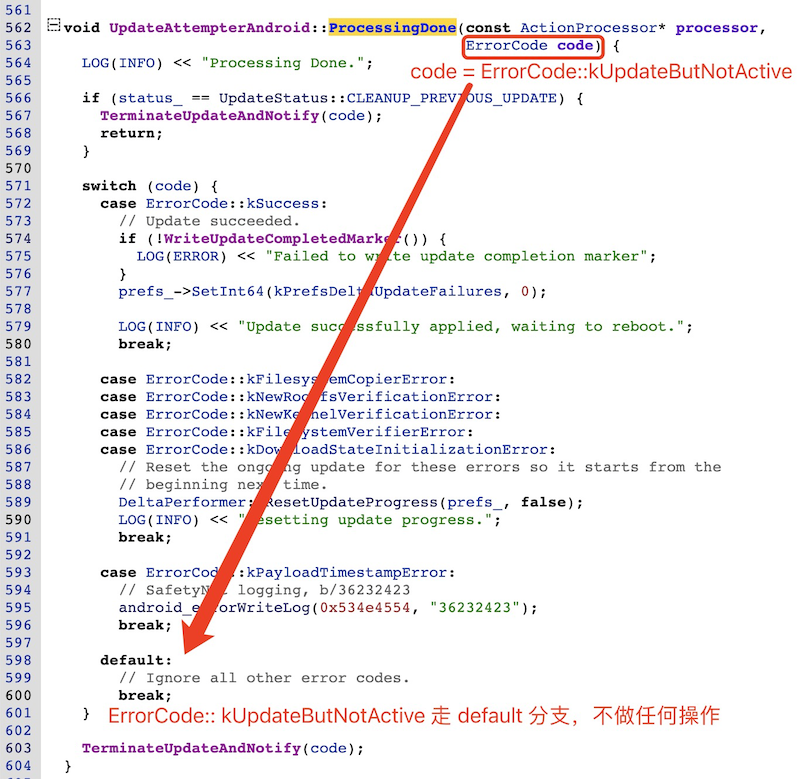 561
562 void UpdateAttempterAndroid::ProcessingDone(const ActionProcessor* processor,
563 ErrorCode code) {
564 LOG(INFO) << "Processing Done.";
code = ErrorCode::kUpdateButNotActive
565
566 if (status_ == UpdateStatus::CLEANUP_PREVIOUS_UPDATE) {
567 TerminateUpdateAndNotify(code);
568 return;
569 }
570
571 switch (code) {
572 case ErrorCode::kSuccess:
573 // Update succeeded.
574 if (!WriteUpdateCompletedMarker()) {
575 LOG(ERROR) << "Failed to write update completion marker";
576 }
577 prefs_->SetInt64(kPrefsDeltaUpdateFailures, 0);
578
579 LOG(INFO) << "Update successfully applied, waiting to reboot.";
580 break;
581
582 case ErrorCode::kFilesystemCopierError:
583 case ErrorCode::kNewRootfsVerificationError:
584 case ErrorCode::kNewKernelVerificationError:
585 case ErrorCode::kFilesystemVerifierError:
586 case ErrorCode::kDownloadStateInitializationError:
587 // Reset the ongoing update for these errors so it starts from the
588 // beginning next time.
589 DeltaPerformer::ResetUpdateProgress(prefs_, false);
590 LOG(INFO) << "Resetting update progress.";
591 break;
592
593 case ErrorCode::kPayloadTimestampError:
594 // SafetyNet logging, b/36232423
595 android_errorWriteLog(0x534e4554, "36232423");
596 break;
597
598 default:
599 // Ignore all other error codes.
600 break;
601 } ErrorCode:: kUpdateButNotActive 走 default 分支，不做任何操作
602
603 TerminateUpdateAndNotify(code);
604 }